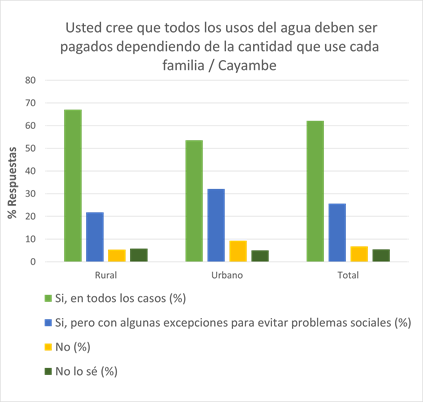 Usted cree que todos los usos del agua deben ser
pagados dependiendo de la cantidad que use cada
familia / Cayambe
% Respuestas
80
70
60
50
40
30
20
10
0
Rural
Urbano
Total
Si, en todos los casos (%)
Si, pero con algunas excepciones para evitar problemas sociales (%)
No (%)
No lo sé (%)